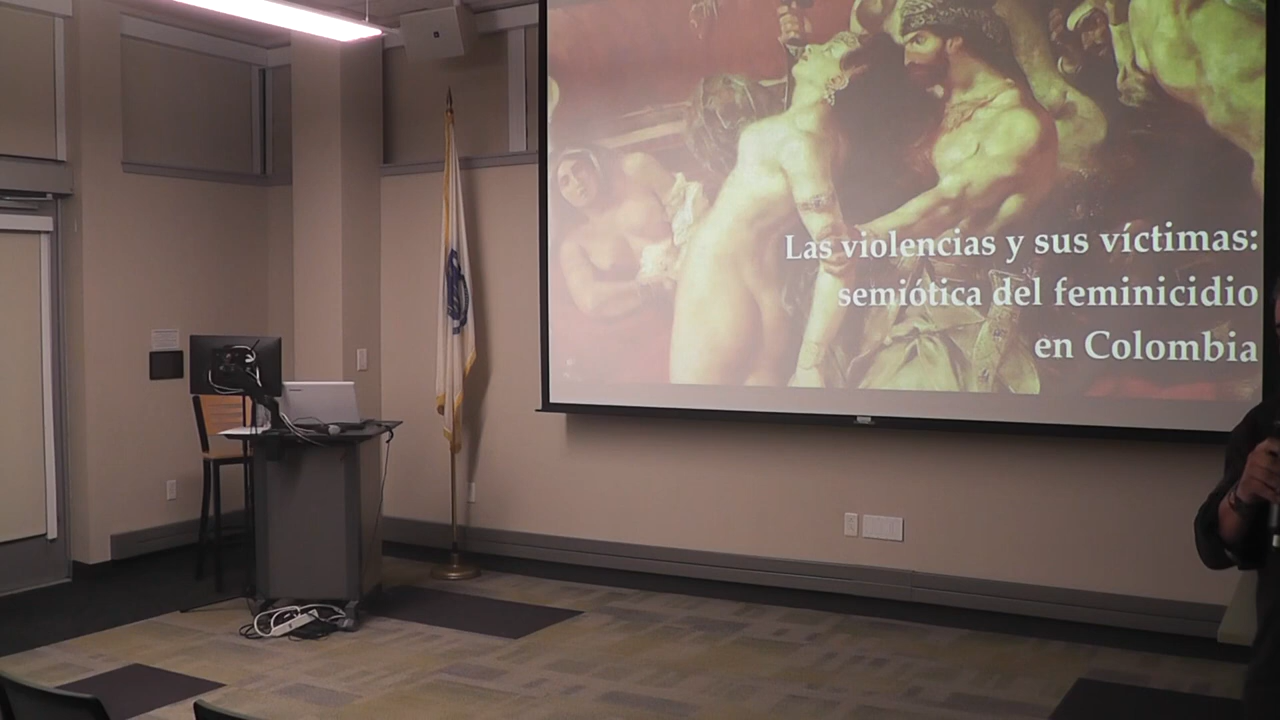 Las violencias y sus víctimas:
semiótica del feminicidio
en Colombia